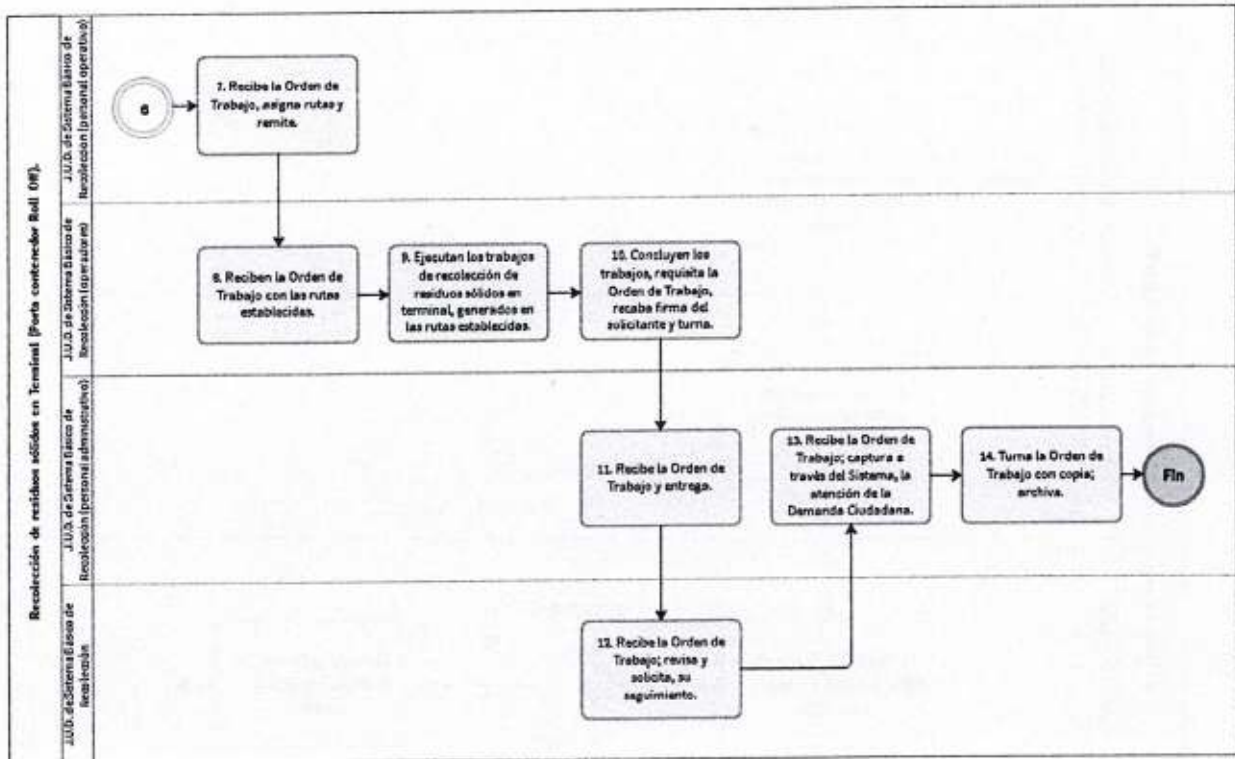 Recolección de residuos sólidos en Terminal (Porta contenedor Roll Off).
J.U.D. de Sistema Básico de
Recolección (personal operativo)
6
7. Recibe la Orden de
Trabajo, asigna rutas y
remite.
J.U.D. de Sistema Básico de
Recolección (operadores)
8. Reciben la Orden de
Trabajo con las rutas
establecidas.
9. Ejecutan los trabajos
de recolección de
residuos sólidos en
terminal, generados en
las rutas establecidas.
10. Concluyen los
trabajos, requisita la
Orden de Trabajo,
recaba firma del
solicitante y turna.
J.U.D. de Sistema Básico de
Recolección (personal administrativo)
11. Recibe la Orden de
Trabajo y entrega.
13. Recibe la Orden de
Trabajo; captura a
través del Sistema, la
atención de la
Demanda Ciudadana.
14. Turna la Orden de
Trabajo con copia;
archiva.
Fin
J.U.D. de Sistema Básico de
Recolección
12. Recibe la Orden de
Trabajo; revisa y
solicita, su
seguimiento.